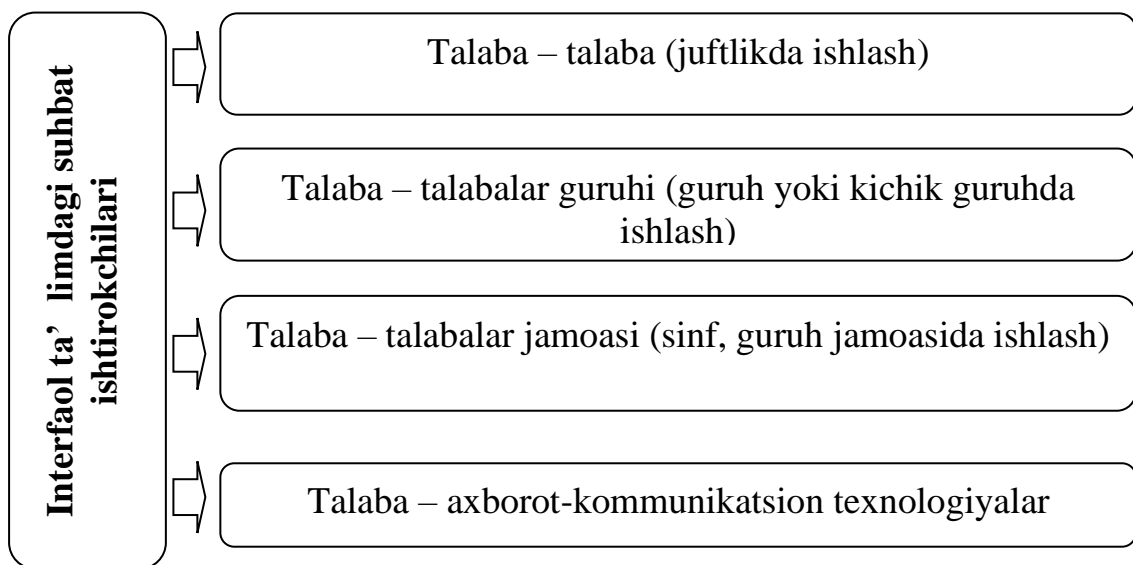 Interfaol ta’ limdagi suhbat
ishtirokchilari
Talaba – talaba (juftlikda ishlash)
Talaba – talabalar guruhi (guruh yoki kichik guruhda
ishlash)
Talaba – talabalar jamoasi (sinf, guruh jamoasida ishlash)
Talaba – axborot-kommunikatsion texnologiyalar